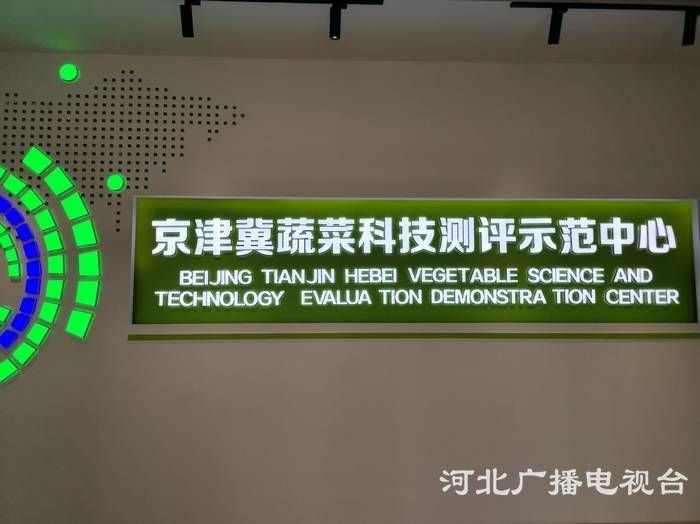 京津冀蔬菜科技测评示范中心
BEIJING TIANJIN HEBEI VEGETABLE SCIENCE AND
TECHNOLOGY EVALUA TION DEMONSTRA TION CENTER
河北广播电视台